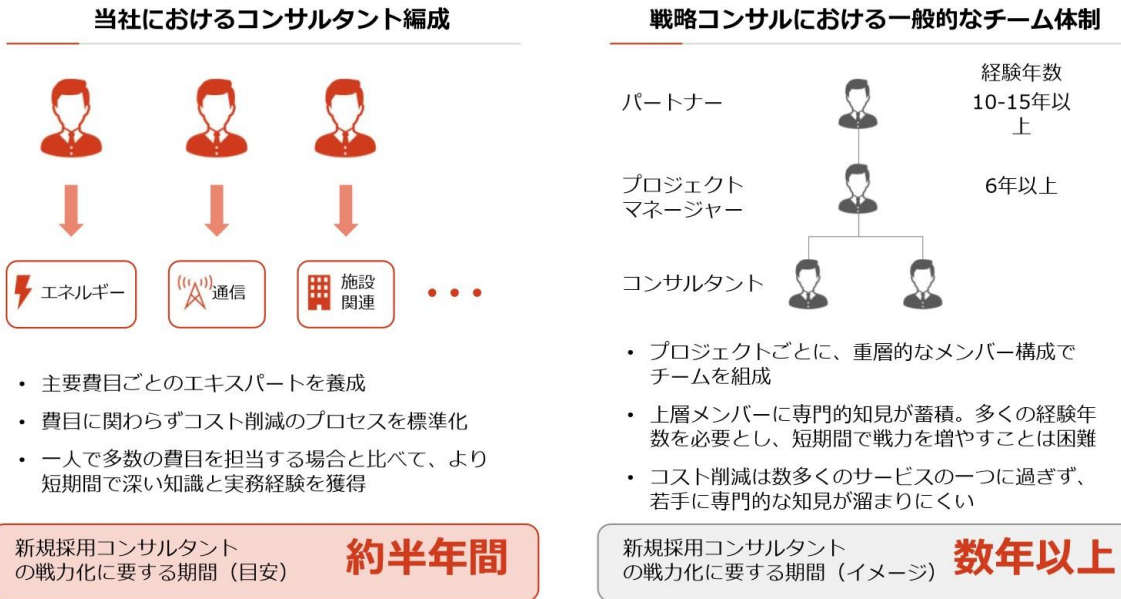 当社におけるコンサルタント編成
エネルギー
通信
施設
関連
・・・
• 主要費目ごとのエキスパートを養成
• 費目に関わらずコスト削減のプロセスを標準化
• 一人で多数の費目を担当する場合と比べて、より
短期間で深い知識と実務経験を獲得
新規採用コンサルタント
の戦力化に要する期間（目安）
約半年間
戦略コンサルにおける一般的なチーム体制
経験年数
パートナー
10-15年以
上
プロジェクト
マネージャー
6年以上
コンサルタント
• プロジェクトごとに、重層的なメンバー構成で
チームを組成
• 上層メンバーに専門的知見が蓄積。多くの経験年
数を必要とし、短期間で戦力を増やすことは困難
• コスト削減は数多くのサービスの一つに過ぎず、
若手に専門的な知見が溜まりにくい
新規採用コンサルタント
の戦力化に要する期間（イメージ）
数年以上